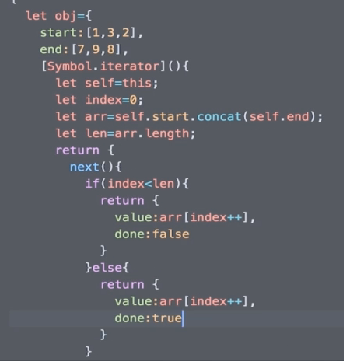 let obj={
start:[1,3,2],
end:[7,9,8],
[Symbol.iterator](){
let self=this;
let index=0;
let arr=self.start.concat(self.end);
let len=arr.length;
return {
next(){
if(index<len){
return {
value:arr[index++],
done:false
}
}else{
return {
value:arr[index++],
done:true
}
}